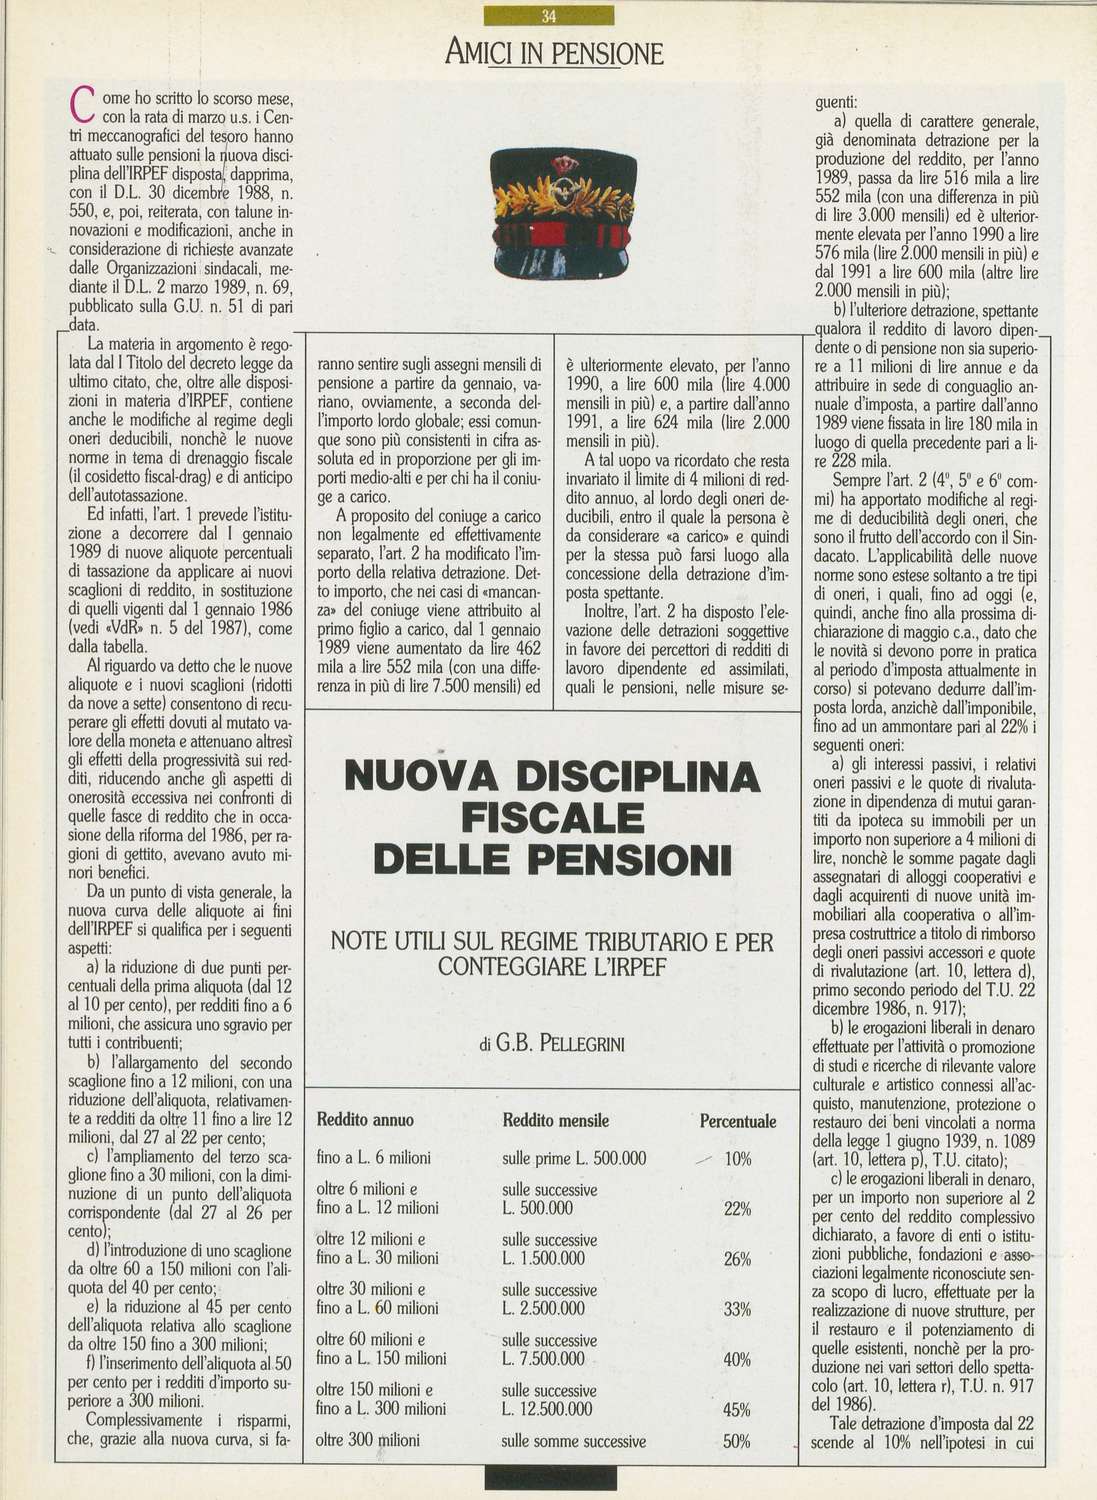 34
AMICI IN PENSIONE
Come ho scritto lo scorso mese,
con la rata di marzo u.s. i Cen-
tri meccanografici del tesoro hanno
attuato sulle pensioni la nuova disci-
plina dell'IRPEF disposta, dapprima,
con il D.L. 30 dicembre 1988, n.
550, e, poi, reiterata, con talune in-
novazioni e modificazioni, anche in
considerazione di richieste avanzate
dalle Organizzazioni sindacali, me-
diante il D.L. 2 marzo 1989, n. 69,
pubblicato sulla G.U. n. 51 di pari
data.
La materia in argomento è rego-
lata dal I Titolo del decreto legge da
ultimo citato, che, oltre alle disposi-
zioni in materia d'IRPEF, contiene
anche le modifiche al regime degli
oneri deducibili, nonchè le nuove
norme in tema di drenaggio fiscale
(il cosidetto fiscal-drag) e di anticipo
dell'autotassazione.
Ed infatti, l'art. 1 prevede l'istitu-
zione a decorrere dal I gennaio
1989 di nuove aliquote percentuali
di tassazione da applicare ai nuovi
scaglioni di reddito, in sostituzione
di quelli vigenti dal 1 gennaio 1986
(vedi «VdR» n. 5 del 1987), come
dalla tabella.
Al riguardo va detto che le nuove
aliquote e i nuovi scaglioni (ridotti
da nove a sette) consentono di recu-
perare gli effetti dovuti al mutato va-
lore della moneta e attenuano altresì
gli effetti della progressività sui red-
diti, riducendo anche gli aspetti di
onerosità eccessiva nei confronti di
quelle fasce di reddito che in occa-
sione della riforma del 1986, per ra-
gioni di gettito, avevano avuto mi-
nori benefici.
Da un punto di vista generale, la
nuova curva delle aliquote ai fini
dell'IRPEF si qualifica per i seguenti
aspetti:
a) la riduzione di due punti per-
centuali della prima aliquota (dal 12
al 10 per cento), per redditi fino a 6
milioni, che assicura uno sgravio per
tutti i contribuenti;
b) l'allargamento del secondo
scaglione fino a 12 milioni, con una
riduzione dell'aliquota, relativamen-
te a redditi da oltre 11 fino a lire 12
milioni, dal 27 al 22 per cento;
c) l'ampliamento del terzo sca-
glione fino a 30 milioni, con la dimi-
nuzione di un punto dell'aliquota
corrispondente (dal 27 al 26 per
cento);
d) l'introduzione di uno scaglione
da oltre 60 a 150 milioni con l'ali-
quota del 40 per cento;
e) la riduzione al 45 per cento
dell'aliquota relativa allo scaglione
da oltre 150 fino a 300 milioni;
f) l'inserimento dell'aliquota al 50
per cento per i redditi d'importo su-
periore a 300 milioni.
Complessivamente i risparmi,
che, grazie alla nuova curva, si fa-
ranno sentire sugli assegni mensili di
pensione a partire da gennaio, va-
riano, ovviamente, a seconda del-
l'importo lordo globale; essi comun-
que sono più consistenti in cifra as-
soluta ed in proporzione per gli im-
porti medio-alti e per chi ha il coniu-
ge a carico.
A proposito del coniuge a carico
non legalmente ed effettivamente
separato, l'art. 2 ha modificato l'im-
porto della relativa detrazione. Det-
to importo, che nei casi di «mancan-
za» del coniuge viene attribuito al
primo figlio a carico, dal 1 gennaio
1989 viene aumentato da lire 462
mila a lire 552 mila (con una diffe-
renza in più di lire 7.500 mensili) ed
è ulteriormente elevato, per l'anno
1990, a lire 600 mila (lire 4.000
mensili in più) e, a partire dall'anno
1991, a lire 624 mila (lire 2.000
mensili in più).
A tal uopo va ricordato che resta
invariato il limite di 4 milioni di red-
dito annuo, al lordo degli oneri de-
ducibili, entro il quale la persona è
da considerare «a carico» e quindi
per la stessa può farsi luogo alla
concessione della detrazione d'im-
posta spettante.
Inoltre, l'art. 2 ha disposto l'ele-
vazione delle detrazioni soggettive
in favore dei percettori di redditi di
lavoro dipendente ed assimilati,
quali le pensioni, nelle misure se-
guenti:
a) quella di carattere generale,
già denominata detrazione per la
produzione del reddito, per l'anno
1989, passa da lire 516 mila a lire
552 mila (con una differenza in più
di lire 3.000 mensili) ed è ulterior-
mente elevata per l'anno 1990 a lire
576 mila (lire 2.000 mensili in più) e
dal 1991 a lire 600 mila (altre lire
2.000 mensili in più);
b) l'ulteriore detrazione, spettante
qualora il reddito di lavoro dipen-
dente o di pensione non sia superio-
re a 11 milioni di lire annue e da
attribuire in sede di conguaglio an-
nuale d'imposta, a partire dall'anno
1989 viene fissata in lire 180 mila in
luogo di quella precedente pari a li-
re 228 mila.
Sempre l'art. 2 (4º, 5º e 6º com-
mi) ha apportato modifiche al regi-
me di deducibilità degli oneri, che
sono il frutto dell'accordo con il Sin-
dacato. L'applicabilità delle nuove
norme sono estese soltanto a tre tipi
di oneri, i quali, fino ad oggi (e,
quindi, anche fino alla prossima di-
chiarazione di maggio c.a., dato che
le novità si devono porre in pratica
al periodo d'imposta attualmente in
corso) si potevano dedurre dall'im-
posta lorda, anzichè dall'imponibile,
fino ad un ammontare pari al 22% i
seguenti oneri:
a) gli interessi passivi, i relativi
oneri passivi e le quote di rivaluta-
zione in dipendenza di mutui garan-
titi da ipoteca su immobili per un
importo non superiore a 4 milioni di
lire, nonchè le somme pagate dagli
assegnatari di alloggi cooperativi e
dagli acquirenti di nuove unità im-
mobiliari alla cooperativa o all'im-
presa costruttrice a titolo di rimborso
degli oneri passivi accessori e quote
di rivalutazione (art. 10, lettera d),
primo secondo periodo del T.U. 22
dicembre 1986, n. 917);
b) le erogazioni liberali in denaro
effettuate per l'attività o promozione
di studi e ricerche di rilevante valore
culturale e artistico connessi all'ac-
quisto, manutenzione, protezione o
restauro dei beni vincolati a norma
della legge 1 giugno 1939, n. 1089
(art. 10, lettera p), T.U. citato);
c) le erogazioni liberali in denaro,
per un importo non superiore al 2
per cento del reddito complessivo
dichiarato, a favore di enti o istitu-
zioni pubbliche, fondazioni e asso-
ciazioni legalmente riconosciute sen-
za scopo di lucro, effettuate per la
realizzazione di nuove strutture, per
il restauro e il potenziamento di
quelle esistenti, nonchè per la pro-
duzione nei vari settori dello spetta-
colo (art. 10, lettera r), T.U. n. 917
del 1986).
Tale detrazione d'imposta dal 22
scende al 10% nell'ipotesi in cui
NUOVA DISCIPLINA
FISCALE
DELLE PENSIONI
NOTE UTILI SUL REGIME TRIBUTARIO E PER
CONTEGGIARE L'IRPEF
di G.B. PELLEGRINI
Reddito annuo Reddito mensile Percentuale
fino a L. 6 milioni sulle prime L. 500.000 10%
oltre 6 milioni e sulle successive
fino a L. 12 milioni L. 500.000 22%
oltre 12 milioni e sulle successive
fino a L. 30 milioni L. 1.500.000 26%
oltre 30 milioni e sulle successive
fino a L. 60 milioni L. 2.500.000 33%
oltre 60 milioni e sulle successive
fino a L. 150 milioni L. 7.500.000 40%
oltre 150 milioni e sulle successive
fino a L. 300 milioni L. 12.500.000 45%
oltre 300 milioni sulle somme successive 50%